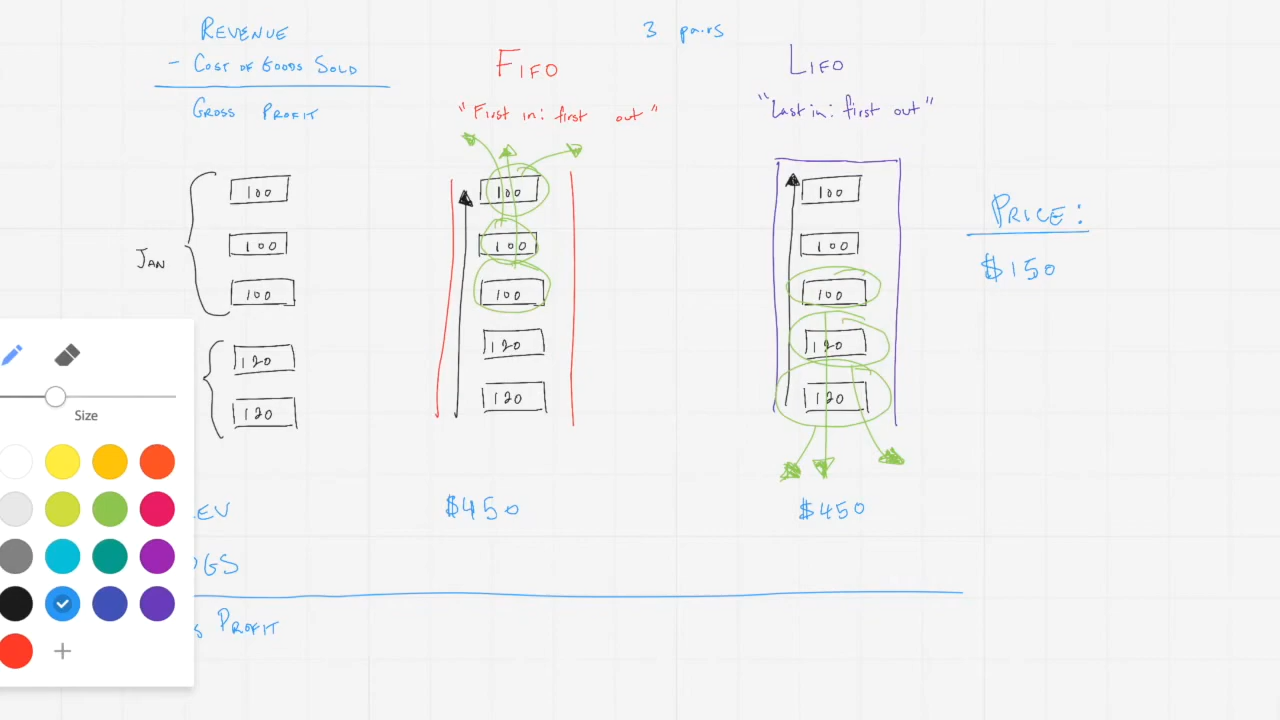 REVENUE
- COST OF GOODS SOLD
GROSS PROFIT
3 pairs
FIFO
"First in: first out"
LIFO
"Last in: first out"
JAN
100
100
100
120
120
100
100
100
120
120
100
100
100
120
120
PRICE:
$150
Size
EV $450 $450
OGS
S PROFIT